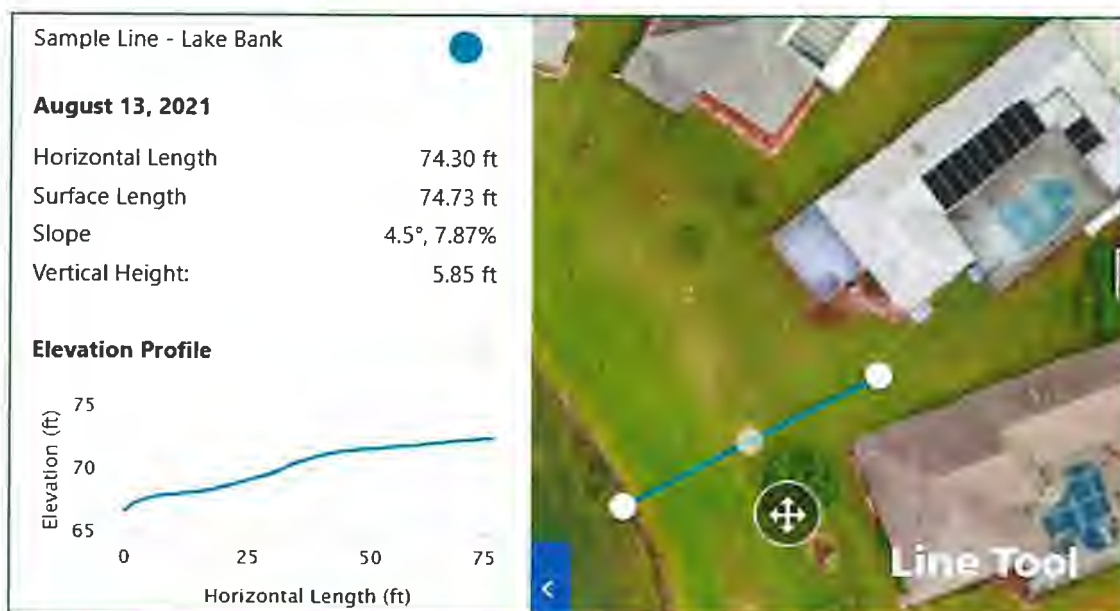 Sample Line - Lake Bank
August 13, 2021
Horizontal Length 74.30 ft
Surface Length 74.73 ft
Slope 4.5°, 7.87%
Vertical Height: 5.85 ft
Elevation Profile
Elevation (ft)
75
70
65
0 25 50 75
Horizontal Length (ft)
Line Tool